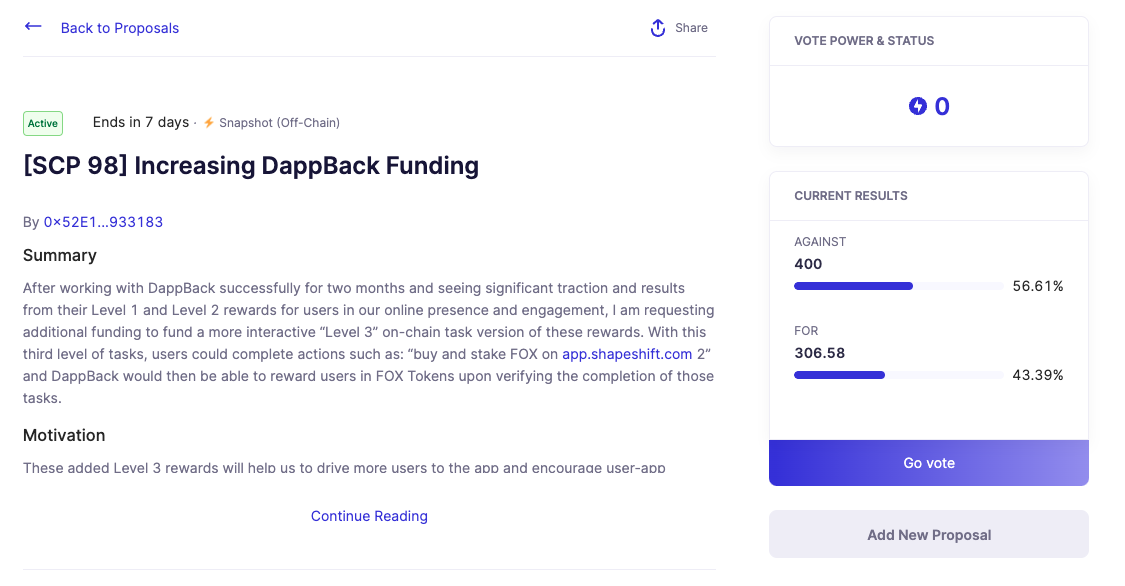 Back to Proposals
Share
Active
Ends in 7 days · Snapshot (Off-Chain)
[SCP 98] Increasing DappBack Funding
By 0x52E1...933183
Summary
After working with DappBack successfully for two months and seeing significant traction and results
from their Level 1 and Level 2 rewards for users in our online presence and engagement, I am requesting
additional funding to fund a more interactive “Level 3” on-chain task version of these rewards. With this
third level of tasks, users could complete actions such as: “buy and stake FOX on app.shapeshift.com 2”
and DappBack would then be able to reward users in FOX Tokens upon verifying the completion of those
tasks.
Motivation
These added Level 3 rewards will help us to drive more users to the app and encourage user-app
Continue Reading
VOTE POWER & STATUS
0
CURRENT RESULTS
AGAINST
400
56.61%
FOR
306.58
43.39%
Go vote
Add New Proposal